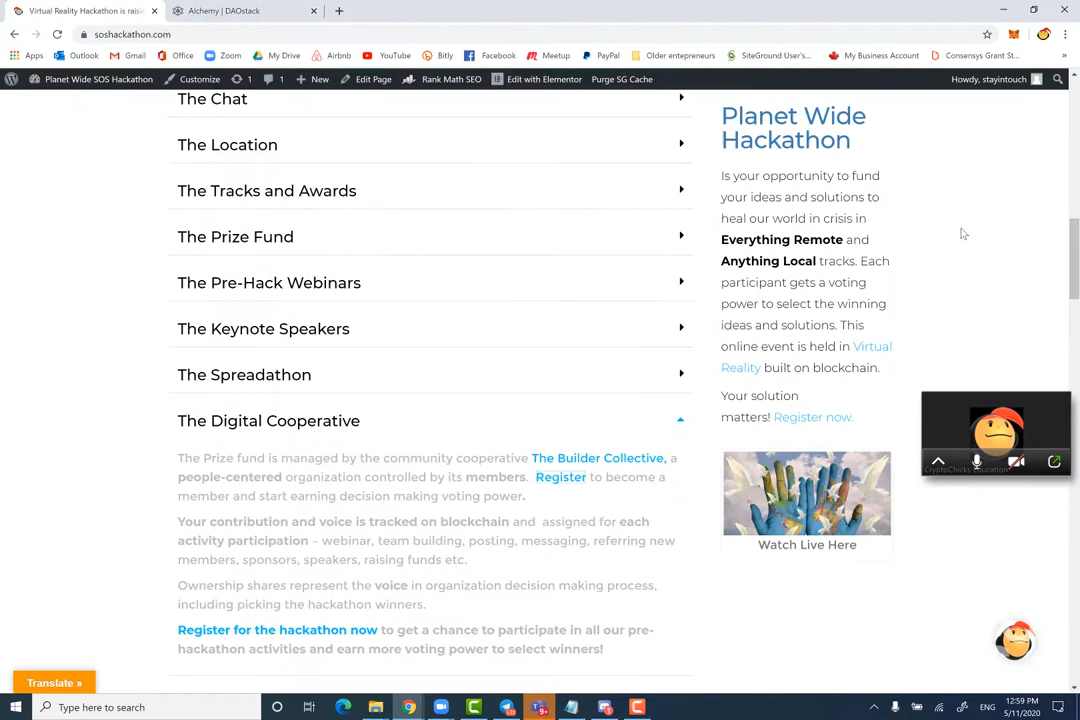 Virtual Reality Hackathon is raisi
Alchemy | DAOstack
soshackathon.com
Apps
Outlook
Gmail
Office
Zoom
My Drive
Airbnb
YouTube
Bitly
Facebook
Meetup
PayPal
Older entepreneurs
SiteGround User's...
My Business Account
Consensys Grant St...
Planet Wide SOS Hackathon
Customize
1
1
New
Edit Page
Rank Math SEO
Edit with Elementor
Purge SG Cache
Howdy, stayintouch
The Chat
The Location
The Tracks and Awards
The Prize Fund
The Pre-Hack Webinars
The Keynote Speakers
The Spreadathon
The Digital Cooperative
The Prize fund is managed by the community cooperative The Builder Collective, a
people-centered organization controlled by its members. Register to become a
member and start earning decision making voting power.
Your contribution and voice is tracked on blockchain and assigned for each
activity participation – webinar, team building, posting, messaging, referring new
members, sponsors, speakers, raising funds etc.
Ownership shares represent the voice in organization decision making process,
including picking the hackathon winners.
Register for the hackathon now to get a chance to participate in all our pre-
hackathon activities and earn more voting power to select winners!
Planet Wide
Hackathon
Is your opportunity to fund
your ideas and solutions to
heal our world in crisis in
Everything Remote and
Anything Local tracks. Each
participant gets a voting
power to select the winning
ideas and solutions. This
online event is held in Virtual
Reality built on blockchain.
Your solution
matters! Register now.
Watch Live Here
CryptoChicks Education
Translate »
Type here to search
ENG
12:59 PM
5/11/2020